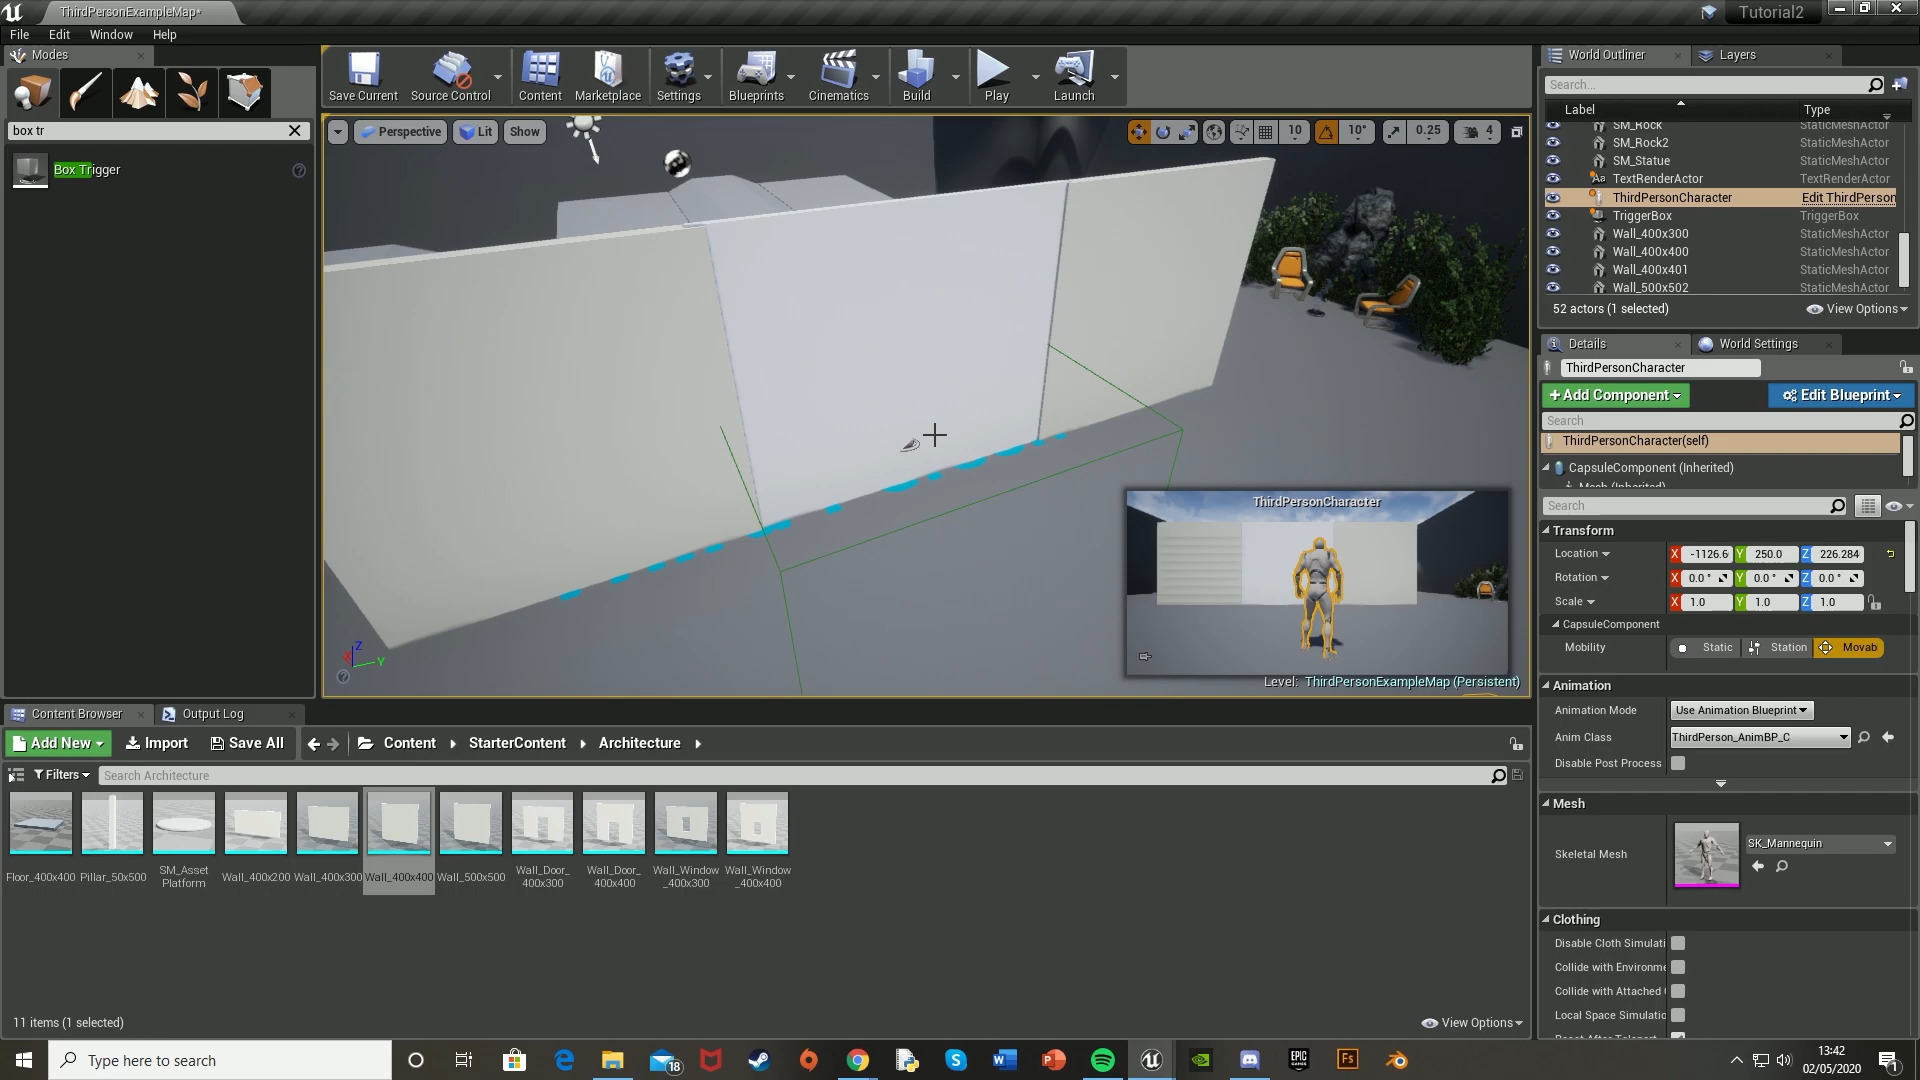 ThirdPersonExampleMap*
Tutorial2
File Edit Window Help
Modes
box tr
Box Trigger
Save Current
Source Control
Content
Marketplace
Settings
Blueprints
Cinematics
Build
Play
Launch
Perspective
Lit
Show
10
10°
0.25
4
ThirdPersonCharacter
Level: ThirdPersonExampleMap (Persistent)
World Outliner
Layers
Search...
Label Type
SM_Rock StaticMeshActor
SM_Rock2 StaticMeshActor
SM_Statue StaticMeshActor
TextRenderActor TextRenderActor
ThirdPersonCharacter Edit ThirdPerson
TriggerBox TriggerBox
Wall_400x300 StaticMeshActor
Wall_400x400 StaticMeshActor
Wall_400x401 StaticMeshActor
Wall_500x502 StaticMeshActor
52 actors (1 selected)
View Options
Details
World Settings
ThirdPersonCharacter
+Add Component
Edit Blueprint
Search
ThirdPersonCharacter(self)
CapsuleComponent (Inherited)
Mesh (Inherited)
Search
Transform
Location X -1126.6 Y 250.0 Z 226.284
Rotation X 0.0° Y 0.0° Z 0.0°
Scale X 1.0 Y 1.0 Z 1.0
CapsuleComponent
Mobility Static Station Movab
Animation
Animation Mode Use Animation Blueprint
Anim Class ThirdPerson_AnimBP_C
Disable Post Process
Mesh
Skeletal Mesh SK_Mannequin
Clothing
Disable Cloth Simulati
Collide with Environme
Collide with Attached
Local Space Simulatio
Content Browser
Output Log
Add New
Import
Save All
Content StarterContent Architecture
Filters
Search Architecture
Floor_400x400
Pillar_50x500
SM_Asset
Platform
Wall_400x200
Wall_400x300
Wall_400x400
Wall_500x500
Wall_Door_
400x300
Wall_Door_
400x400
Wall_Window
_400x300
Wall_Window
_400x400
11 items (1 selected)
View Options
Type here to search
18
EPIC
GAMES
Fs
13:42
02/05/2020
1